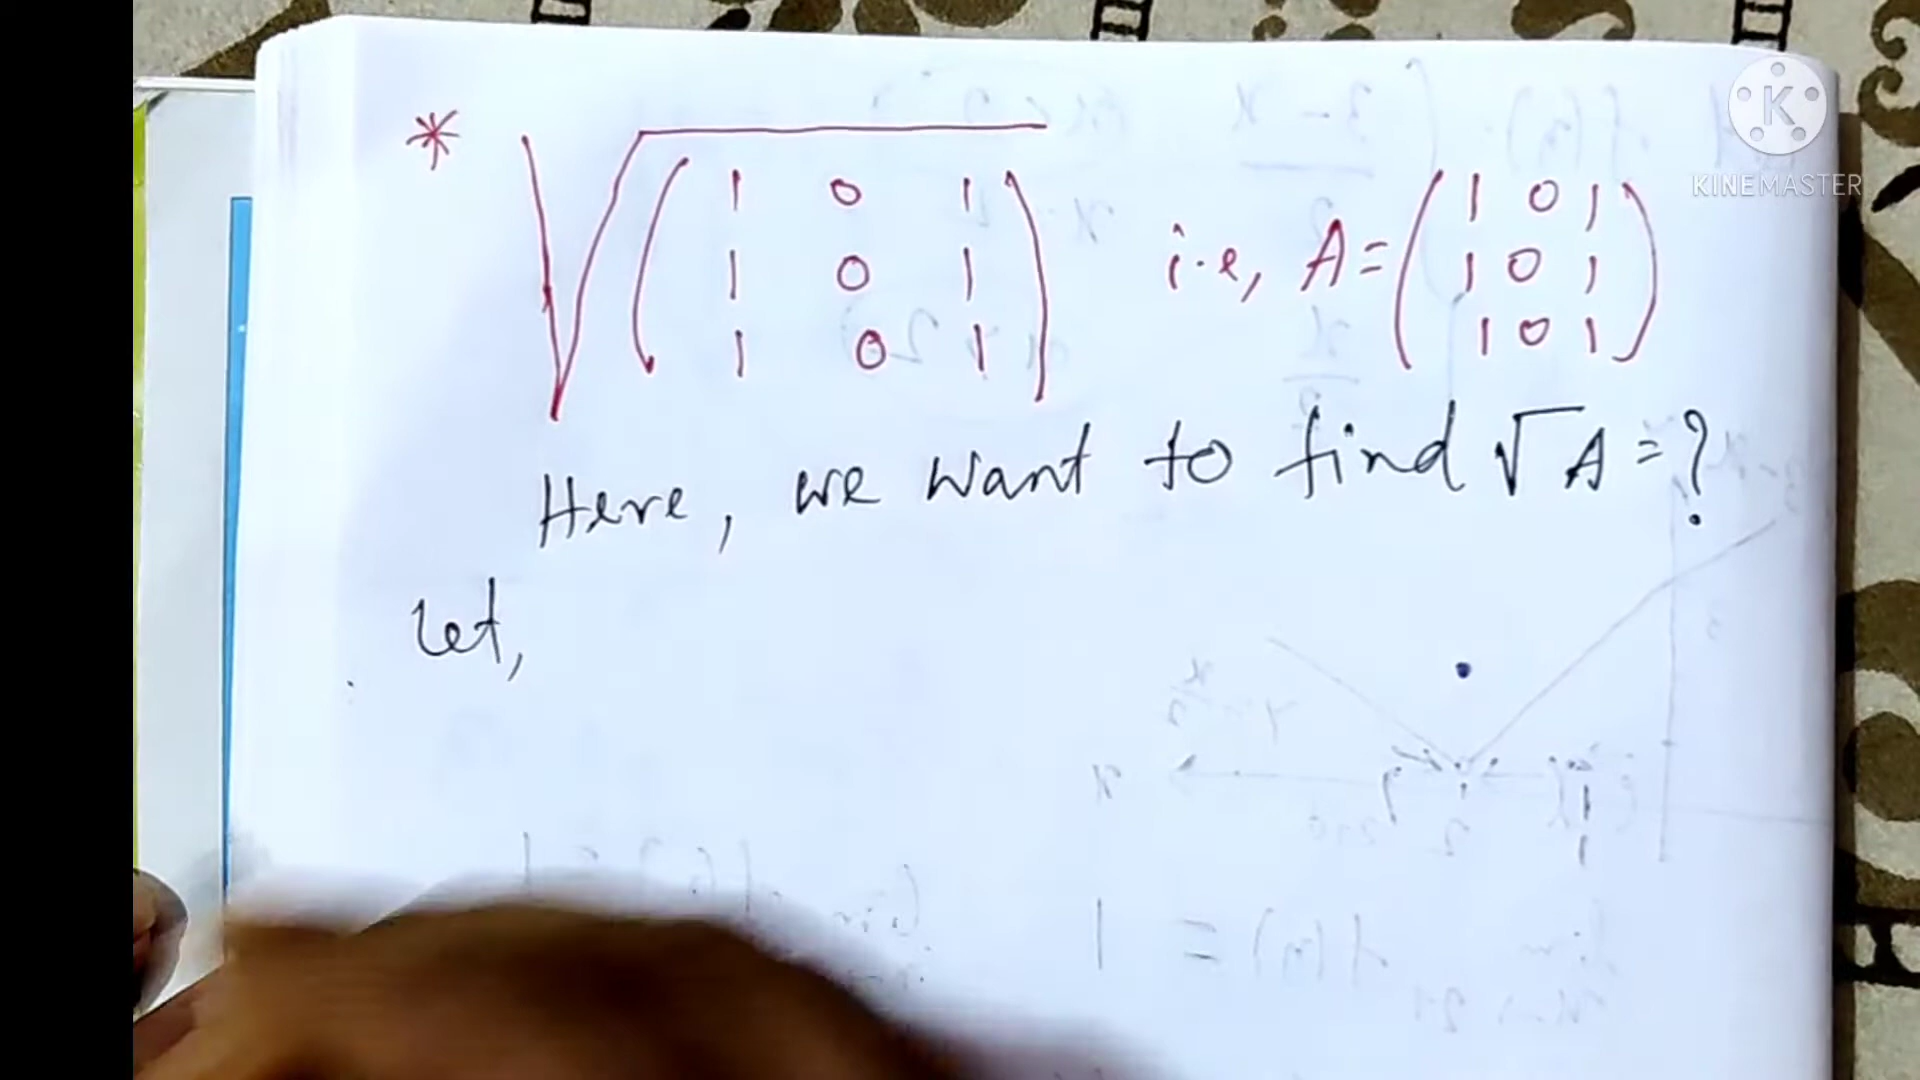 * √(1 0 1
1 0 1
1 0 1) i.e, A = (1 0 1
1 0 1
1 0 1)
Here, we want to find √A = ?
Let,
KINEMASTER